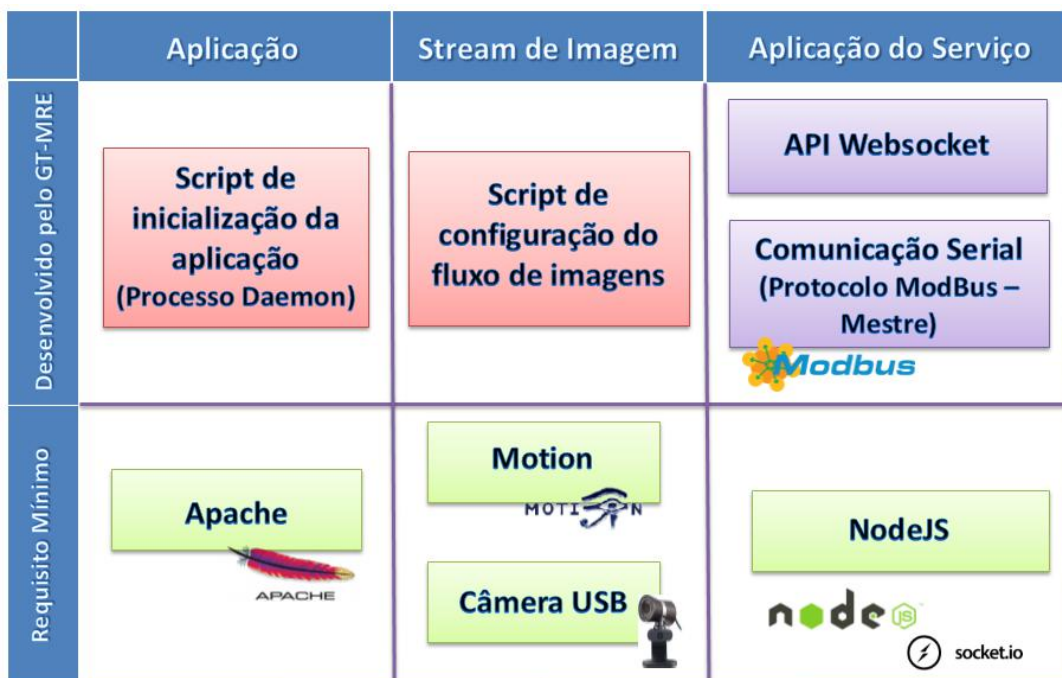 Aplicação
Stream de Imagem
Aplicação do Serviço
Desenvolvido pelo GT-MRE
Script de
inicialização da
aplicação
(Processo Daemon)
Script de
configuração do
fluxo de imagens
API Websocket
Comunicação Serial
(Protocolo ModBus –
Mestre)
Modbus
Requisito Mínimo
Apache
APACHE
Motion
MOTION
Câmera USB
NodeJS
node JS
socket.io